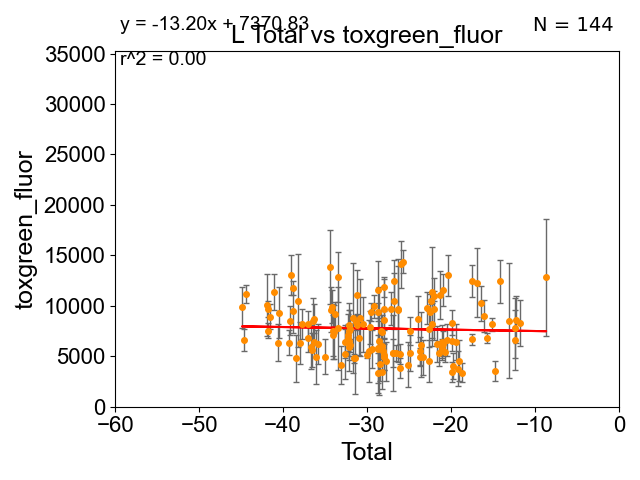 y = -13.20x + 7370.83
N = 144
L Total vs toxgreen_fluor
r^2 = 0.00
toxgreen_fluor
35000
30000
25000
20000
15000
10000
5000
0
−60
−50
−40
−30
−20
−10
0
Total